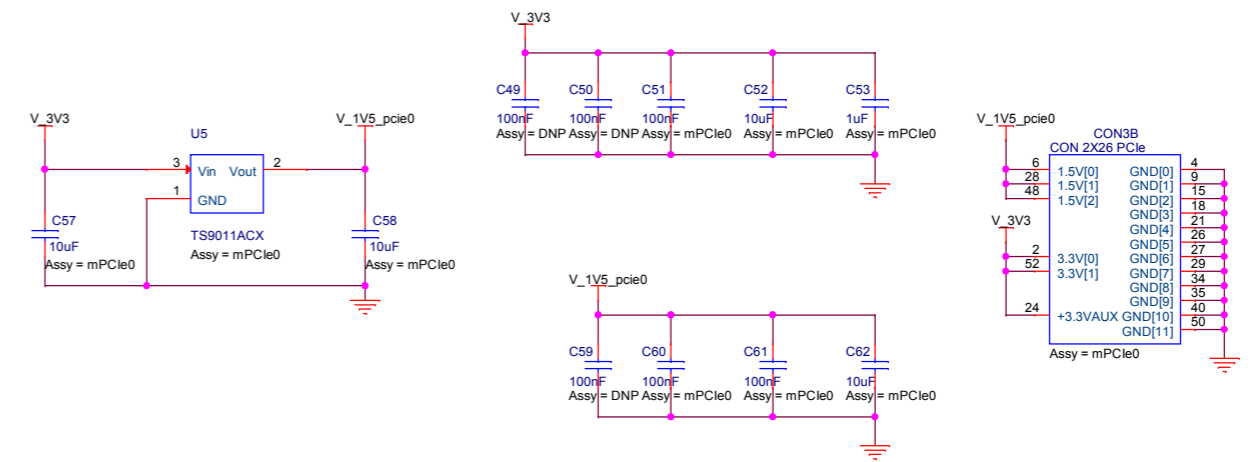 V_3V3
U5
V_1V5_pcie0
3
Vin
Vout
2
1
GND
C57
10uF
Assy = mPCIe0
TS9011ACX
Assy = mPCIe0
C58
10uF
Assy = mPCIe0
V_3V3
C49
100nF
Assy = DNP
C50
100nF
Assy = DNP
C51
100nF
Assy = mPCIe0
C52
10uF
Assy = mPCIe0
C53
1uF
Assy = mPCIe0
V_1V5_pcie0
C59
100nF
Assy = DNP
C60
100nF
Assy = mPCIe0
C61
100nF
Assy = mPCIe0
C62
10uF
Assy = mPCIe0
V_1V5_pcie0
CON3B
CON 2X26 PCIe
6 1.5V[0] GND[0] 4
28 1.5V[1] GND[1] 9
48 1.5V[2] GND[2] 15
GND[3] 18
V_3V3
GND[4] 21
GND[5] 26
2 3.3V[0] GND[6] 27
52 3.3V[1] GND[7] 29
GND[8] 34
GND[9] 35
24 +3.3VAUX GND[10] 40
GND[11] 50
Assy = mPCIe0